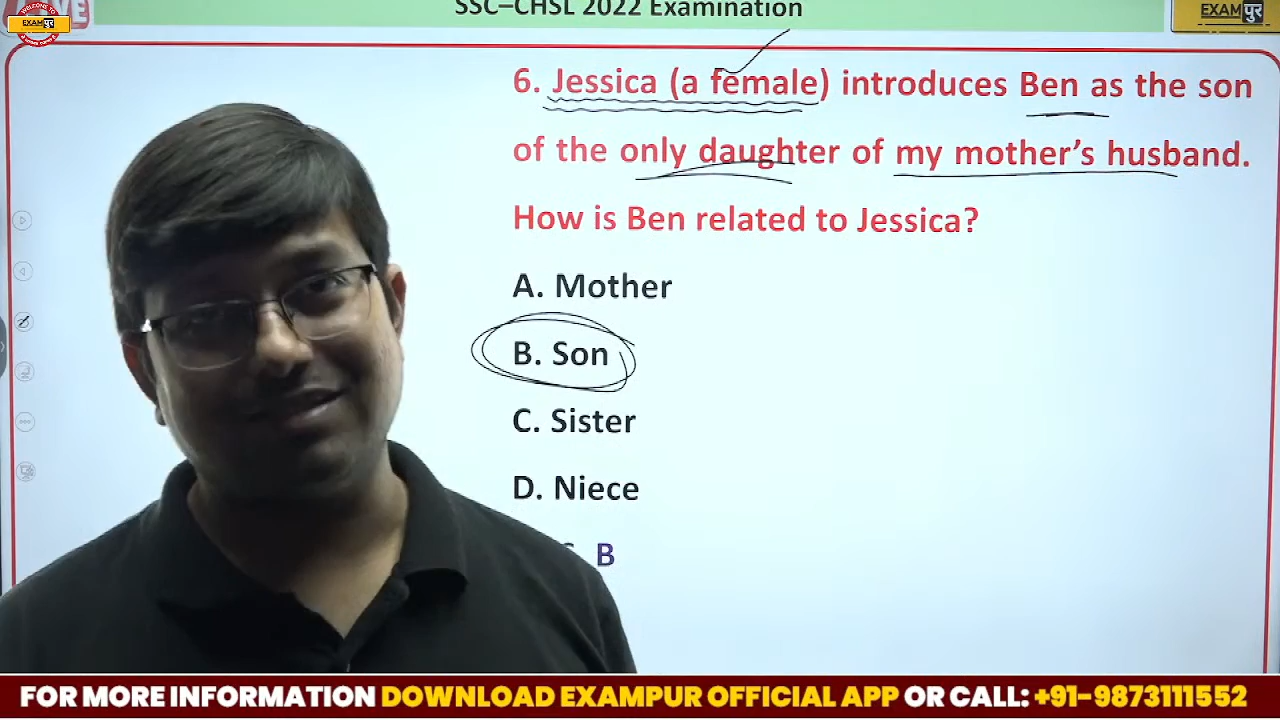 SSC–CHSL 2022 Examination
EXAMपुर
EXAMपुर
6. Jessica (a female) introduces Ben as the son
of the only daughter of my mother's husband.
How is Ben related to Jessica?
A. Mother
B. Son
C. Sister
D. Niece
B
FOR MORE INFORMATION DOWNLOAD EXAMPUR OFFICIAL APP OR CALL: +91-9873111552